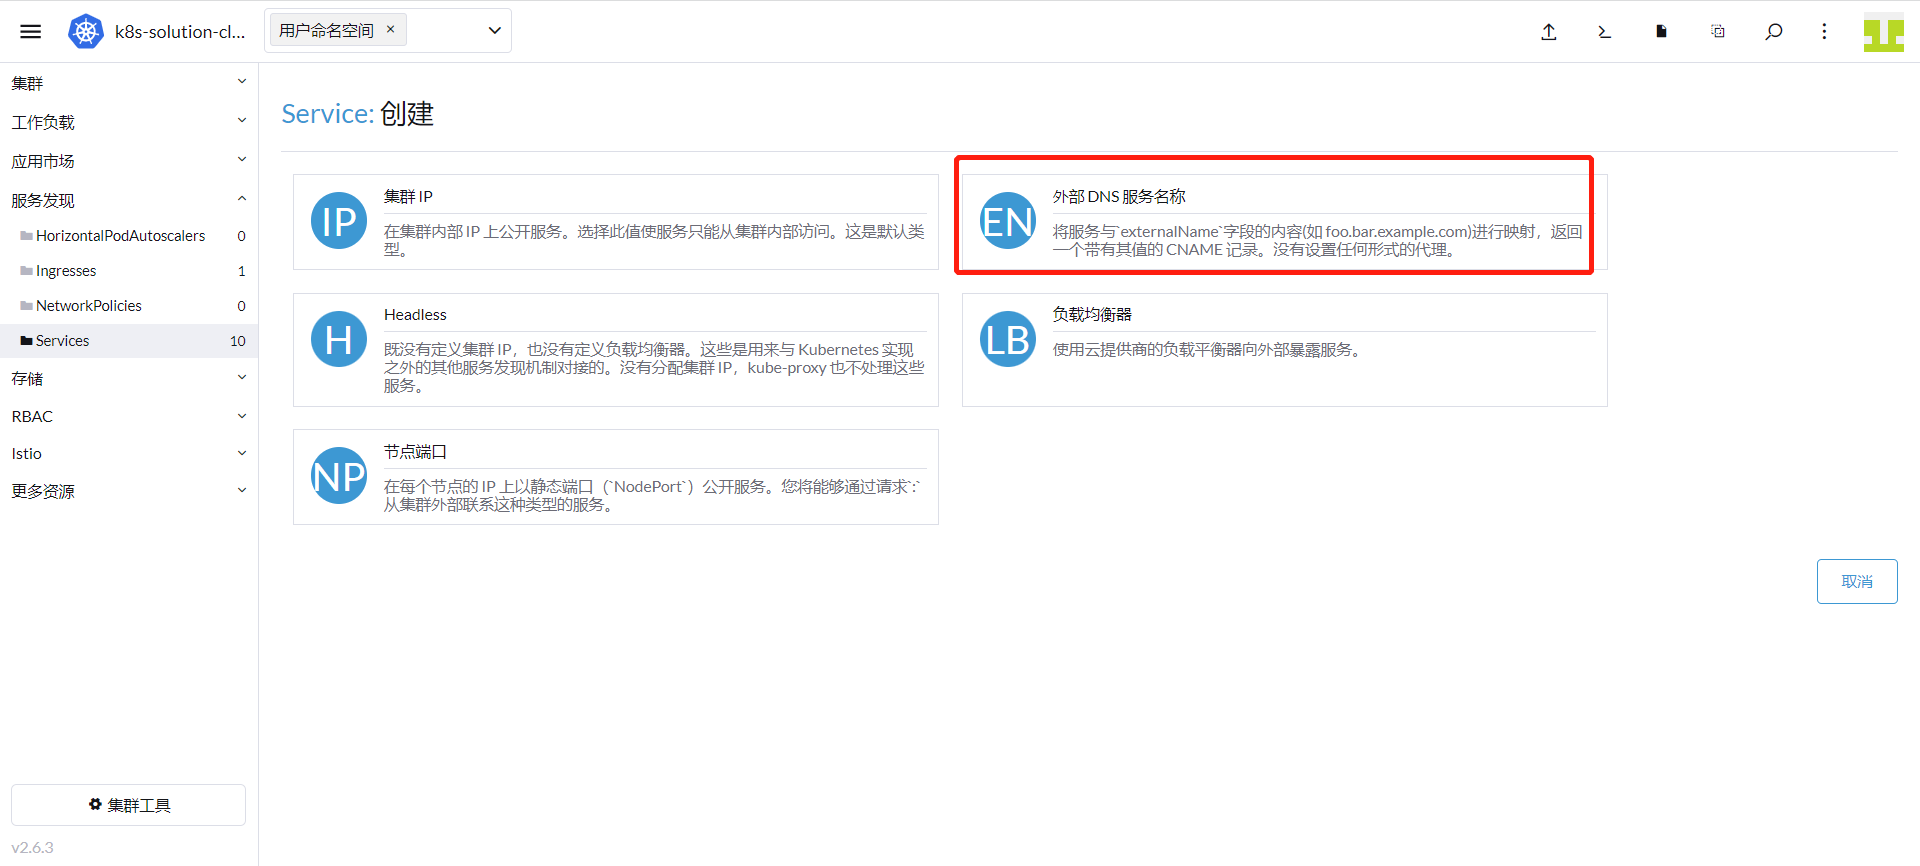 k8s-solution-cl...
用户命名空间 ×
集群
工作负载
应用市场
服务发现
HorizontalPodAutoscalers 0
Ingresses 1
NetworkPolicies 0
Services 10
存储
RBAC
Istio
更多资源
集群工具
v2.6.3
Service: 创建
IP
集群 IP
在集群内部 IP 上公开服务。选择此值使服务只能从集群内部访问。这是默认类
型。
EN
外部 DNS 服务名称
将服务与`externalName`字段的内容(如 foo.bar.example.com)进行映射，返回
一个带有其值的 CNAME 记录。没有设置任何形式的代理。
H
Headless
既没有定义集群 IP，也没有定义负载均衡器。这些是用来与 Kubernetes 实现
之外的其他服务发现机制对接的。没有分配集群 IP，kube-proxy 也不处理这些
服务。
LB
负载均衡器
使用云提供商的负载平衡器向外部暴露服务。
NP
节点端口
在每个节点的 IP 上以静态端口（`NodePort`）公开服务。您将能够通过请求`:`
从集群外部联系这种类型的服务。
取消